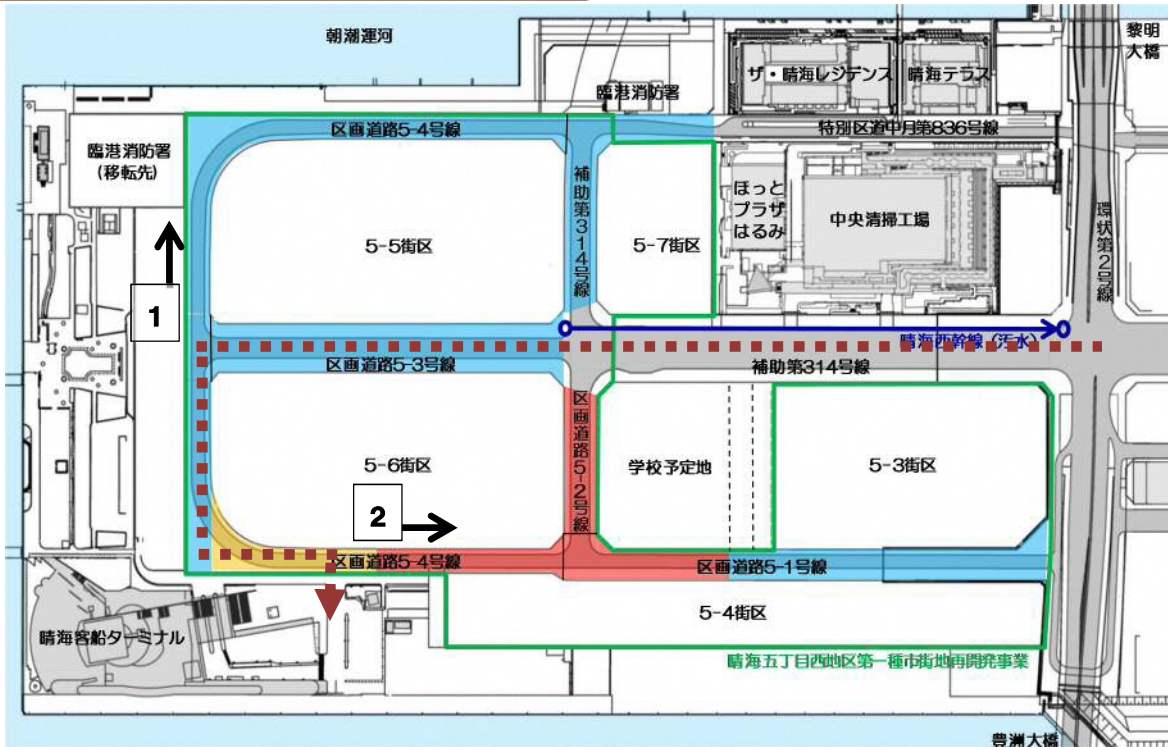 朝潮運河
黎明
大橋
ザ・晴海レジデンス
晴海テラス
臨港消防署
区画道路5-4号線
特別区道中月第836号線
臨港消防署
(移転先)
補助第314号線
ほっと
プラザ
はるみ
中央清掃工場
環状第2号線
5-5街区
5-7街区
1
晴海西幹線(汚水)
区画道路5-3号線
補助第314号線
区画道路5-2号線
5-6街区
学校予定地
5-3街区
2
区画道路5-4号線
区画道路5-1号線
5-4街区
晴海客船ターミナル
晴海五丁目西地区第一種市街地再開発事業
豊洲大橋